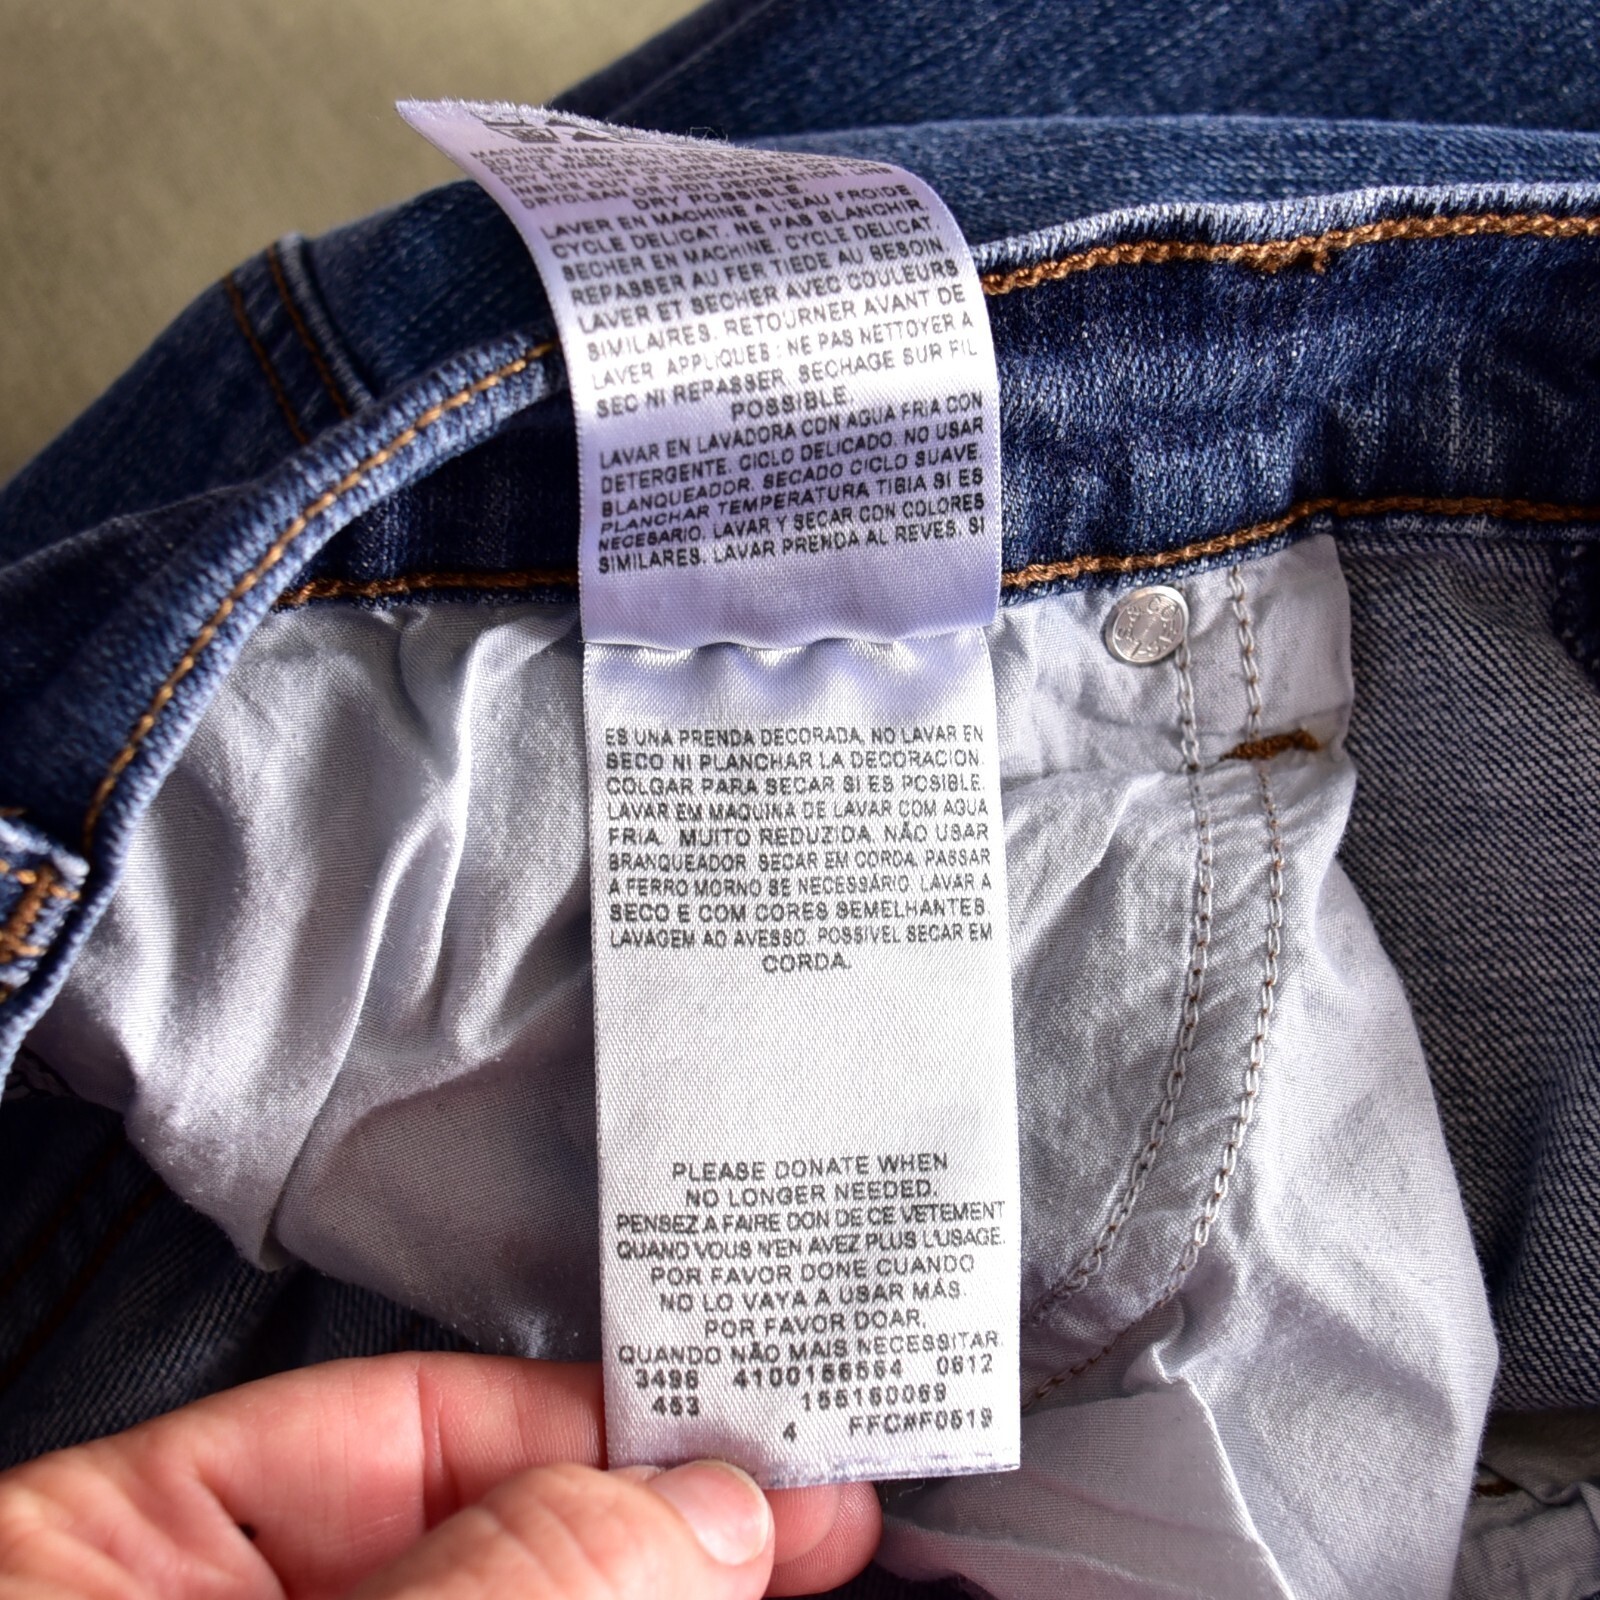 DRY POSSIBLE.
LAVER EN MACHINE A L'EAU FROIDE
CYCLE DELICAT. NE PAS BLANCHIR.
SECHER EN MACHINE, CYCLE DELICAT
REPASSER AU FER TIEDE AU BESOIN
LAVER ET SECHER AVEC COULEURS
SIMILAIRES. RETOURNER AVANT DE
LAVER APPLIQUES : NE PAS NETTOYER A
SEC NI REPASSER. SECHAGE SUR FIL
POSSIBLE.
LAVAR EN LAVADORA CON AGUA FRIA CON
DETERGENTE. CICLO DELICADO. NO USAR
BLANQUEADOR. SECADO CICLO SUAVE.
PLANCHAR TEMPERATURA TIBIA SI ES
NECESARIO. LAVAR Y SECAR CON COLORES
SIMILARES. LAVAR PRENDA AL REVES. SI
S & CO.
ES UNA PRENDA DECORADA, NO LAVAR EN
SECO NI PLANCHAR LA DECORACION.
COLGAR PARA SECAR SI ES POSIBLE.
LAVAR EM MAQUINA DE LAVAR COM AGUA
FRIA. MUITO REDUZIDA. NÃO USAR
BRANQUEADOR. SECAR EM CORDA. PASSAR
A FERRO MORNO SE NECESSÁRIO. LAVAR A
SECO E COM CORES SEMELHANTES.
LAVAGEM AO AVESSO. POSSIVEL SECAR EM
CORDA.
PLEASE DONATE WHEN
NO LONGER NEEDED.
PENSEZ A FAIRE DON DE CE VETEMENT
QUAND VOUS N'EN AVEZ PLUS L'USAGE.
POR FAVOR DONE CUANDO
NO LO VAYA A USAR MÁS.
POR FAVOR DOAR,
QUANDO NÃO MAIS NECESSITAR.
3496 4100156564 0612
463 155160069
4 FFC#F0519